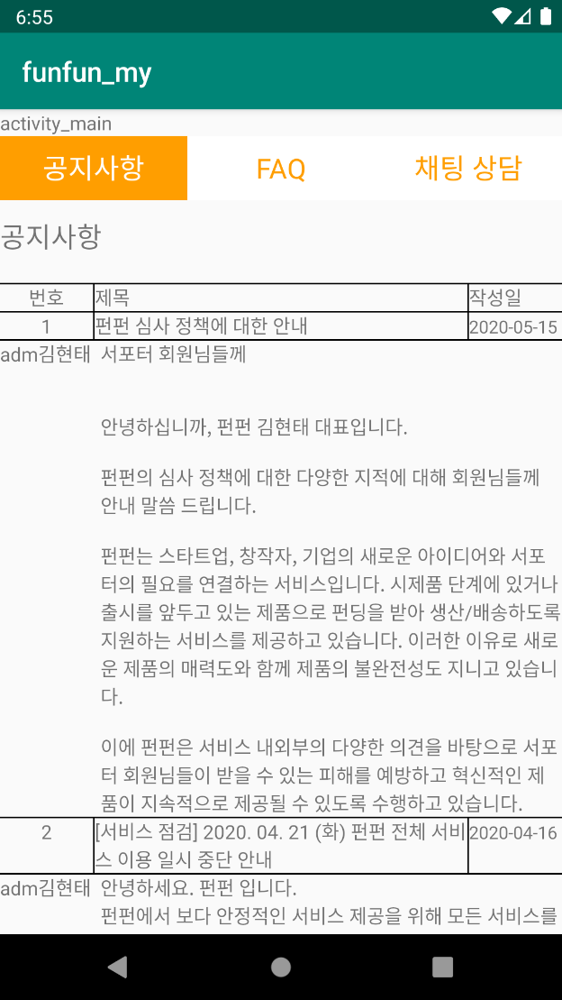 6:55
funfun_my
activity_main
공지사항 FAQ 채팅 상담
공지사항
번호 제목 작성일
1 펀펀 심사 정책에 대한 안내 2020-05-15
adm김현태 서포터 회원님들께
안녕하십니까, 펀펀 김현태 대표입니다.
펀펀의 심사 정책에 대한 다양한 지적에 대해 회원님들께
안내 말씀 드립니다.
펀펀는 스타트업, 창작자, 기업의 새로운 아이디어와 서포
터의 필요를 연결하는 서비스입니다. 시제품 단계에 있거나
출시를 앞두고 있는 제품으로 펀딩을 받아 생산/배송하도록
지원하는 서비스를 제공하고 있습니다. 이러한 이유로 새로
운 제품의 매력도와 함께 제품의 불완전성도 지니고 있습니
다.
이에 펀펀은 서비스 내외부의 다양한 의견을 바탕으로 서포
터 회원님들이 받을 수 있는 피해를 예방하고 혁신적인 제
품이 지속적으로 제공될 수 있도록 수행하고 있습니다.
2 [서비스 점검] 2020. 04. 21 (화) 펀펀 전체 서비 2020-04-16
스 이용 일시 중단 안내
adm김현태 안녕하세요. 펀펀 입니다.
펀펀에서 보다 안정적인 서비스 제공을 위해 모든 서비스를